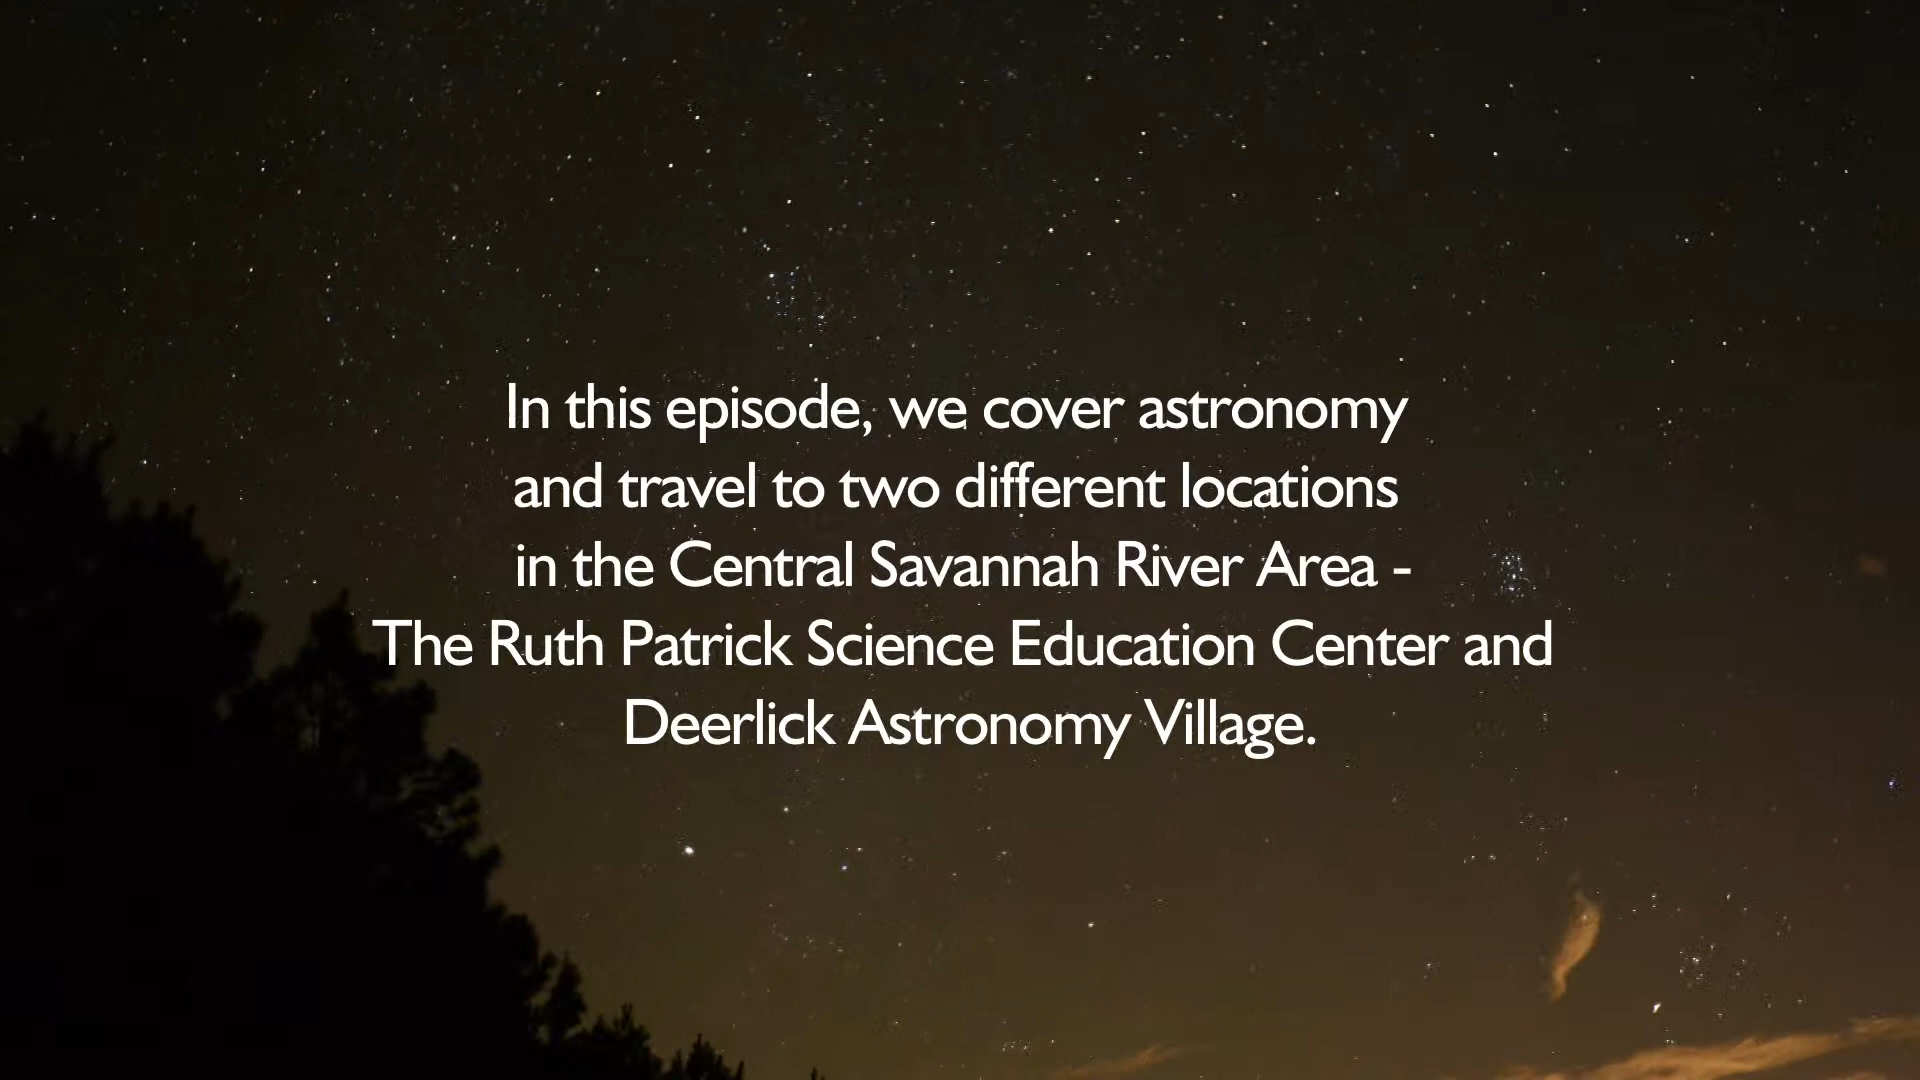 In this episode, we cover astronomy
and travel to two different locations
in the Central Savannah River Area -
The Ruth Patrick Science Education Center and
Deerlick Astronomy Village.